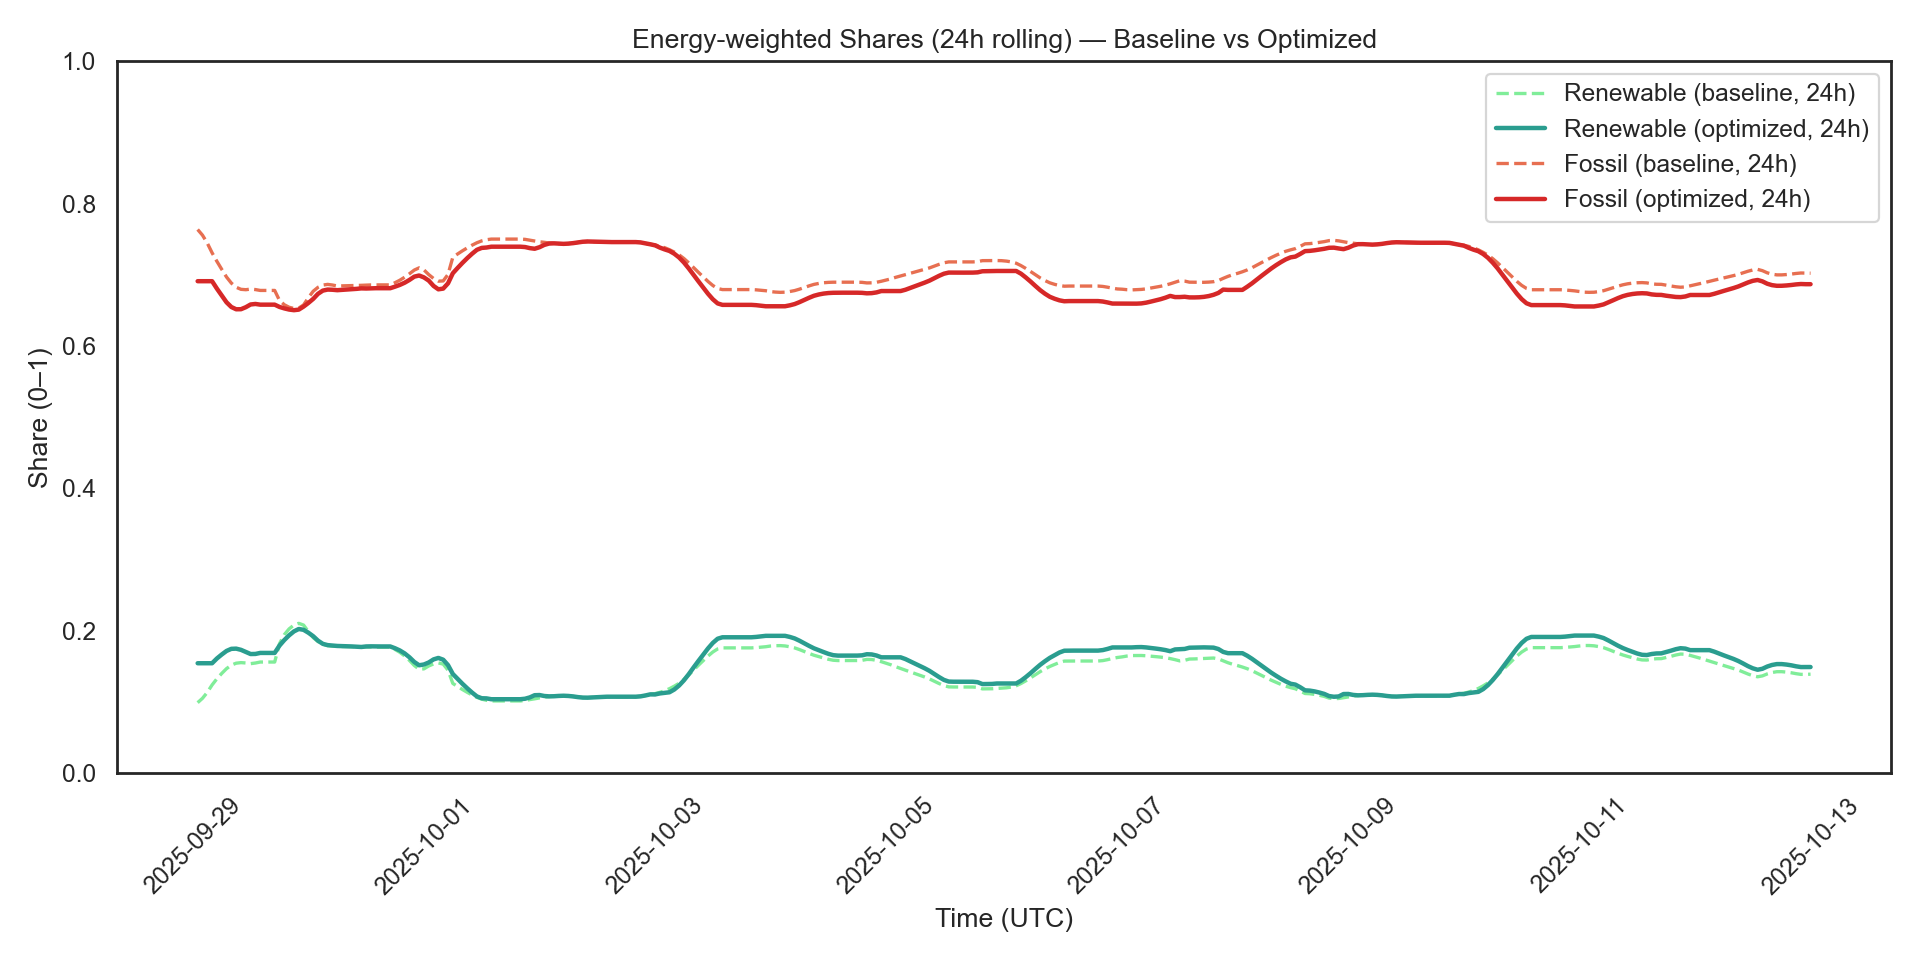 Energy-weighted Shares (24h rolling) — Baseline vs Optimized
1.0
0.8
0.6
0.4
0.2
0.0
Share (0–1)
Renewable (baseline, 24h)
Renewable (optimized, 24h)
Fossil (baseline, 24h)
Fossil (optimized, 24h)
2025-09-29
2025-10-01
2025-10-03
2025-10-05
2025-10-07
2025-10-09
2025-10-11
2025-10-13
Time (UTC)